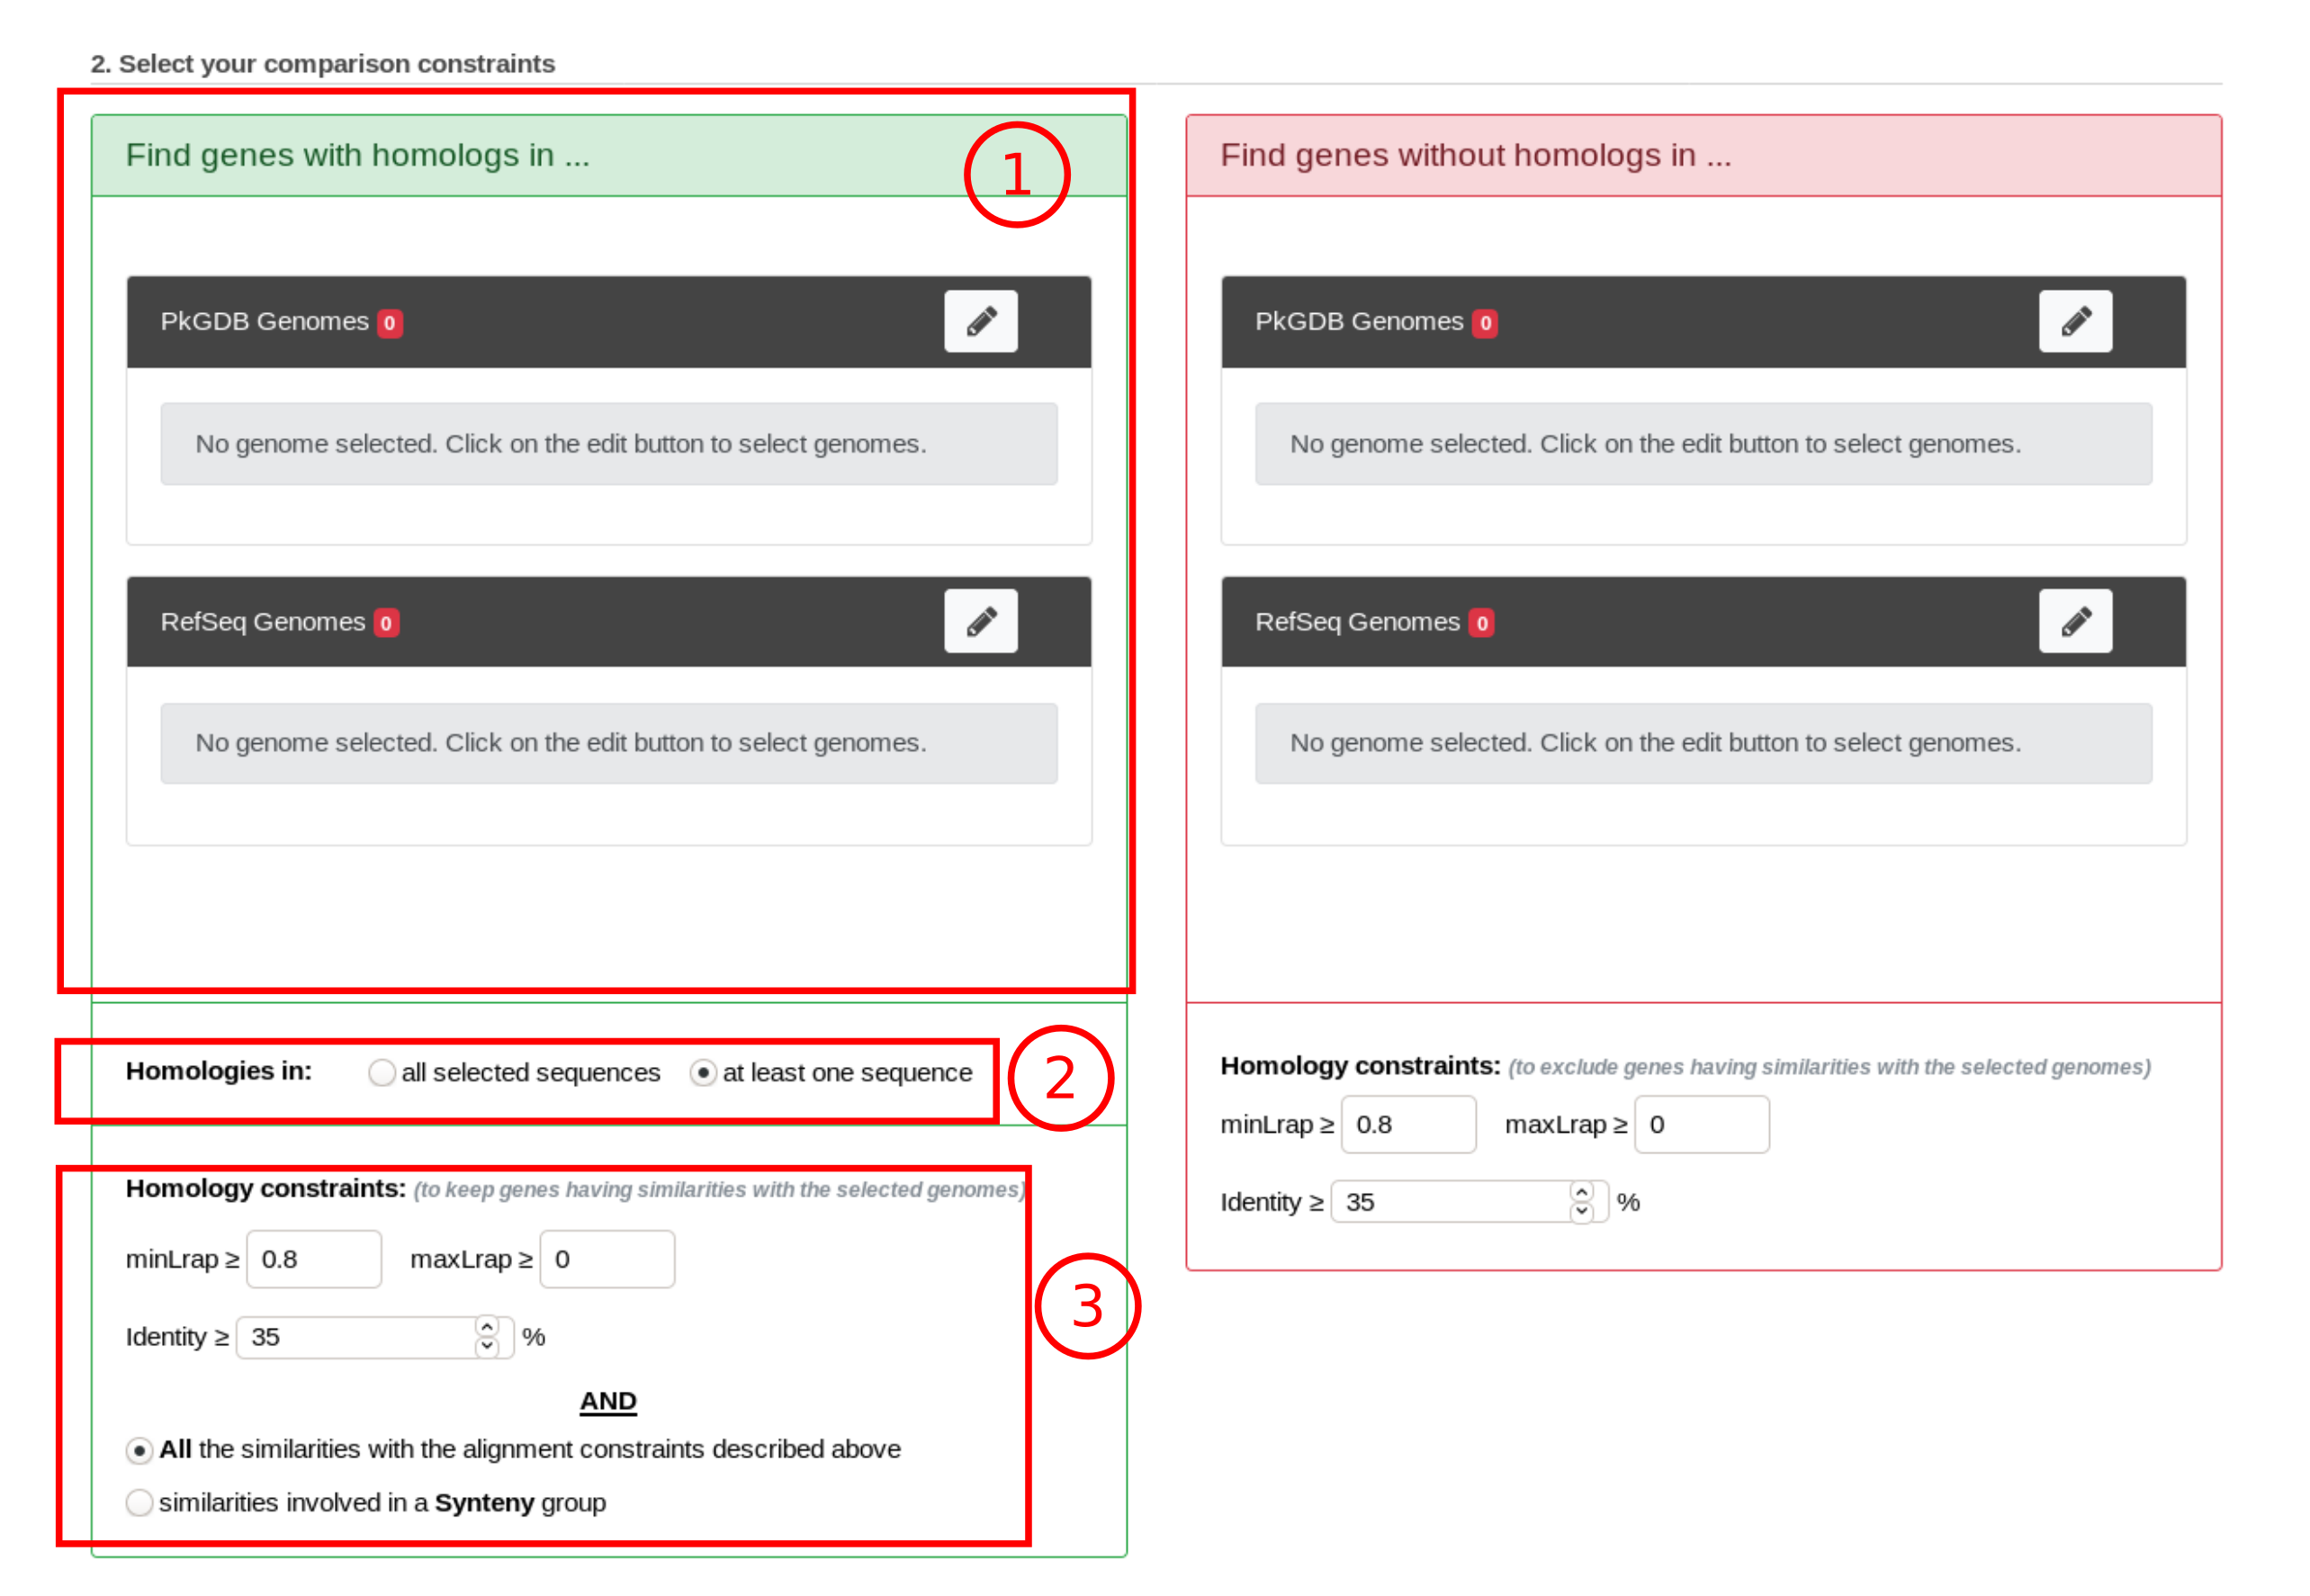 2. Select your comparison constraints
Find genes with homologs in ...
1
PkGDB Genomes 0
No genome selected. Click on the edit button to select genomes.
RefSeq Genomes 0
No genome selected. Click on the edit button to select genomes.
Homologies in: all selected sequences at least one sequence
2
Homology constraints: (to keep genes having similarities with the selected genomes)
minLrap ≥ 0.8 maxLrap ≥ 0
Identity ≥ 35 %
3
AND
All the similarities with the alignment constraints described above
similarities involved in a Synteny group
Find genes without homologs in ...
PkGDB Genomes 0
No genome selected. Click on the edit button to select genomes.
RefSeq Genomes 0
No genome selected. Click on the edit button to select genomes.
Homology constraints: (to exclude genes having similarities with the selected genomes)
minLrap ≥ 0.8 maxLrap ≥ 0
Identity ≥ 35 %